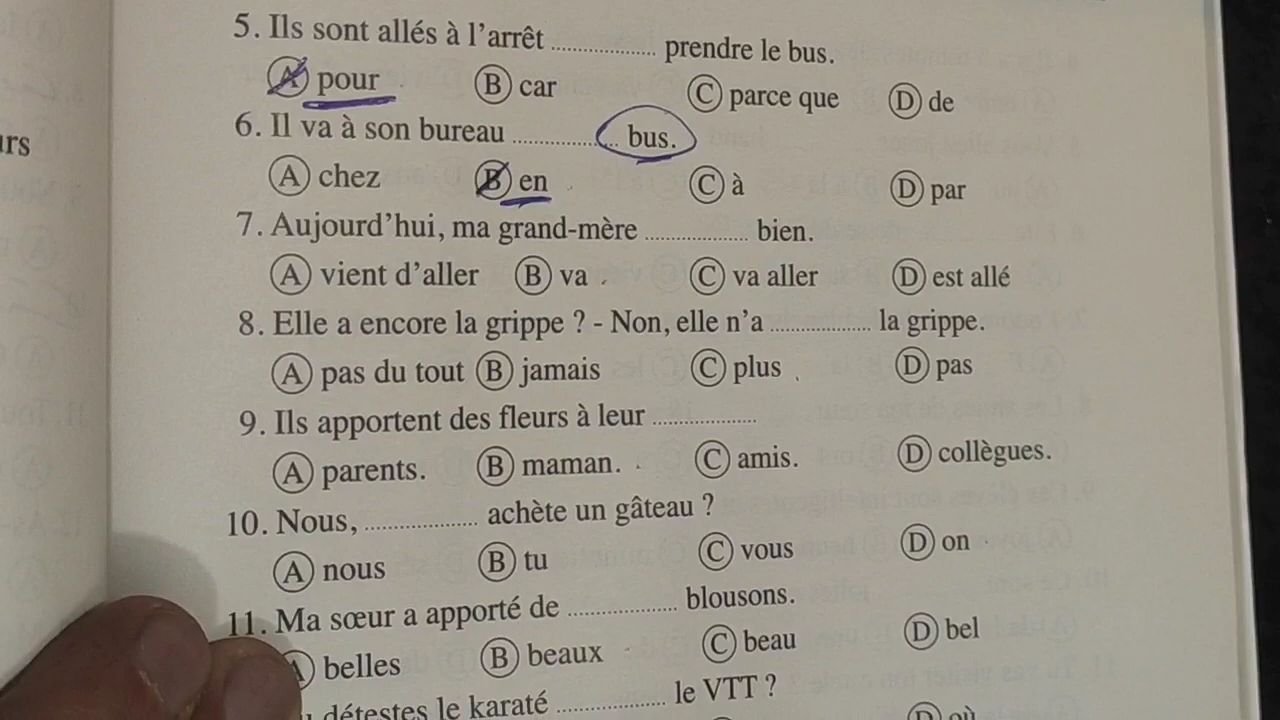 5. Ils sont allés à l'arrêt .................... prendre le bus.
A pour B car C parce que D de
6. Il va à son bureau .................... bus.
A chez B en C à D par
7. Aujourd'hui, ma grand-mère .................... bien.
A vient d'aller B va C va aller D est allé
8. Elle a encore la grippe ? - Non, elle n'a .................... la grippe.
A pas du tout B jamais C plus D pas
9. Ils apportent des fleurs à leur ....................
A parents. B maman. C amis. D collègues.
10. Nous, .................... achète un gâteau ?
A nous B tu C vous D on
11. Ma sœur a apporté de .................... blousons.
A belles B beaux C beau D bel
détestes le karaté .................... le VTT ?
D où